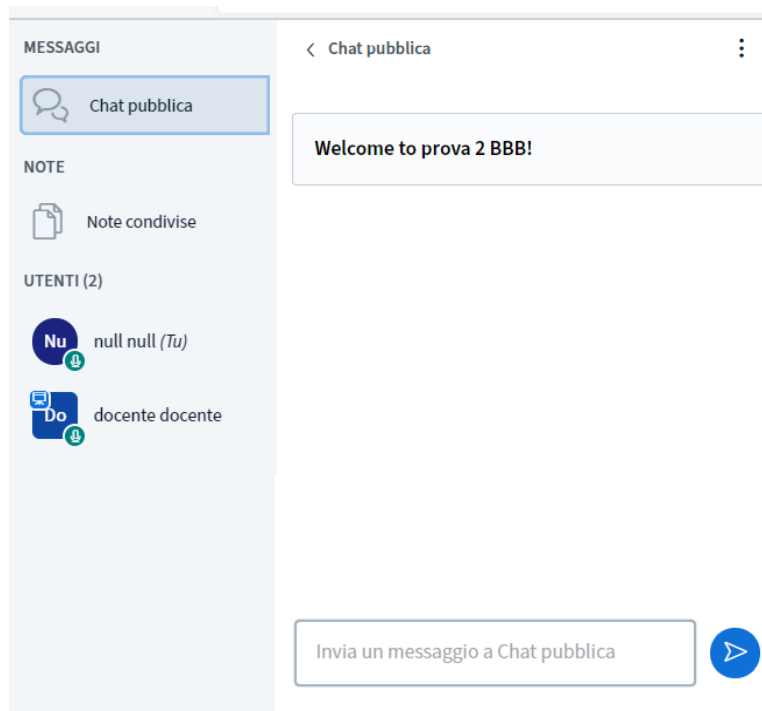 MESSAGGI
Chat pubblica
NOTE
Note condivise
UTENTI (2)
Nu null null (Tu)
Do docente docente
Chat pubblica
Welcome to prova 2 BBB!
Invia un messaggio a Chat pubblica